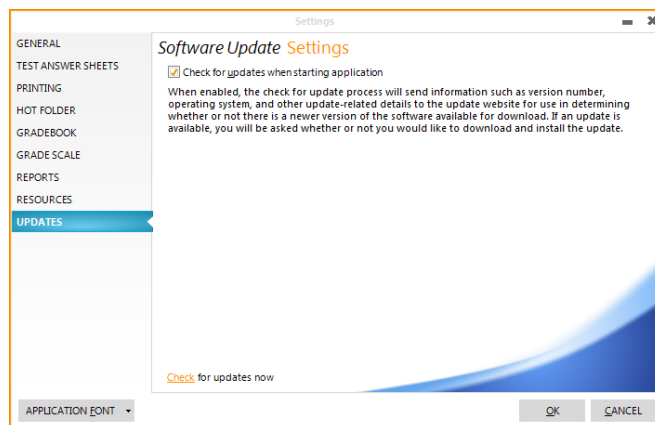 Settings
GENERAL
TEST ANSWER SHEETS
PRINTING
HOT FOLDER
GRADEBOOK
GRADE SCALE
REPORTS
RESOURCES
UPDATES
Software Update Settings
Check for updates when starting application
When enabled, the check for update process will send information such as version number,
operating system, and other update-related details to the update website for use in determining
whether or not there is a newer version of the software available for download. If an update is
available, you will be asked whether or not you would like to download and install the update.
Check for updates now
APPLICATION FONT
OK
CANCEL